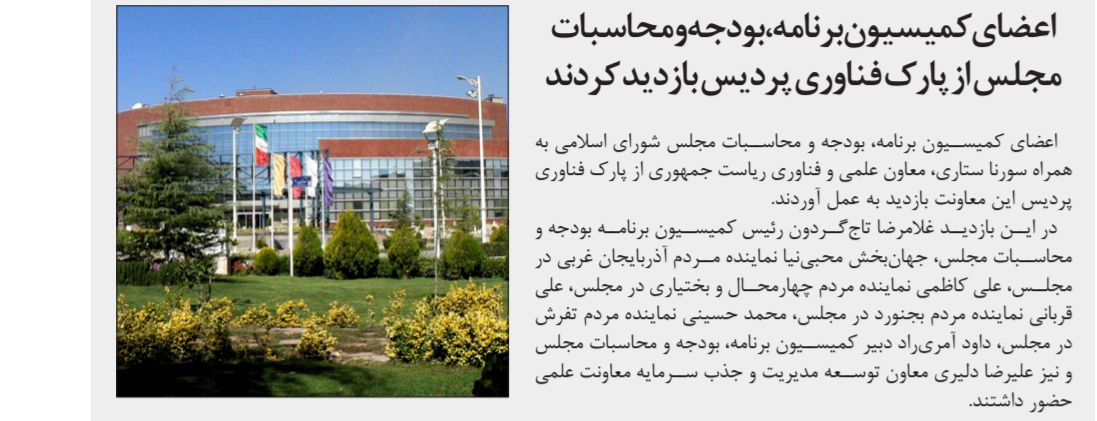 اعضای کمیسیون برنامه، بودجه و محاسبات
مجلس از پارک فناوری پردیس بازدید کردند
اعضای کمیسیون برنامه، بودجه و محاسبات مجلس شورای اسلامی به
همراه سورنا ستاری، معاون علمی و فناوری ریاست جمهوری از پارک فناوری
پردیس این معاونت بازدید به عمل آوردند.
در این بازدید غلامرضا تاج‌گردون رئیس کمیسیون برنامه بودجه و
محاسبات مجلس، جهان‌بخش محبی‌نیا نماینده مردم آذربایجان غربی در
مجلس، علی کاظمی نماینده مردم چهارمحال و بختیاری در مجلس، علی
قربانی نماینده مردم بجنورد در مجلس، محمد حسینی نماینده مردم تفرش
در مجلس، داود آمری‌راد دبیر کمیسیون برنامه، بودجه و محاسبات مجلس
و نیز علیرضا دلیری معاون توسعه مدیریت و جذب سرمایه معاونت علمی
حضور داشتند.